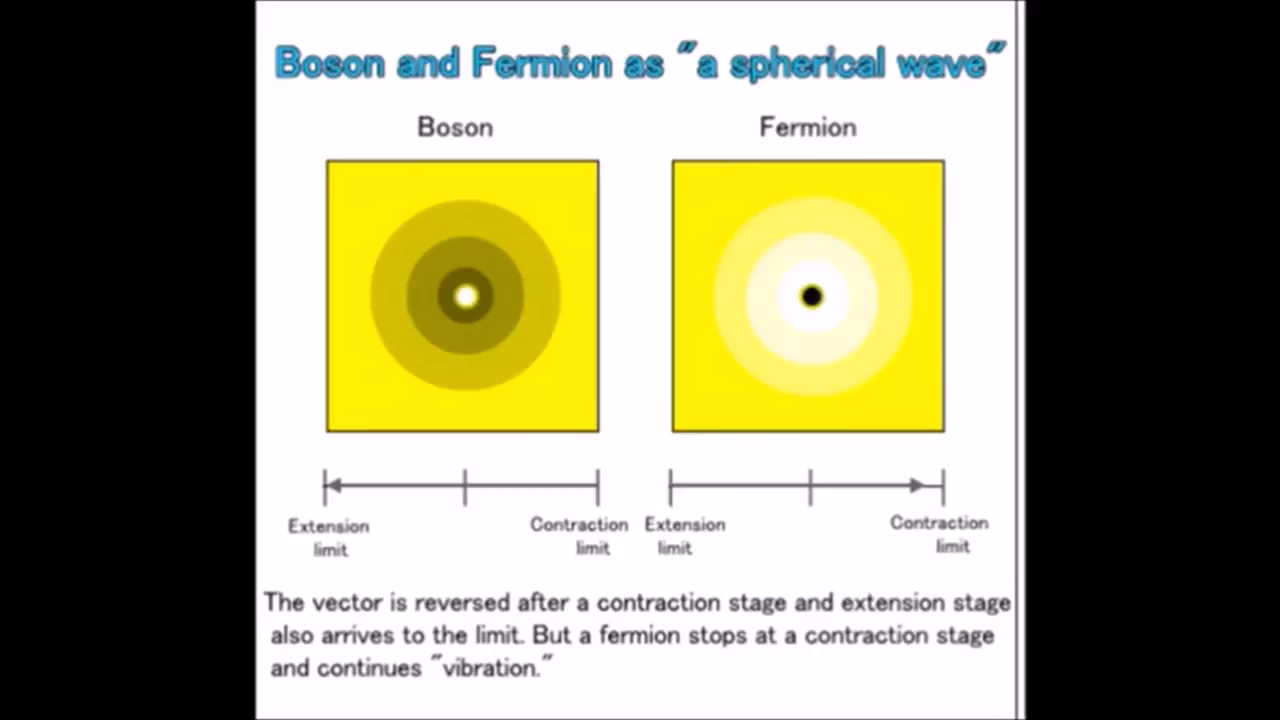 Boson and Fermion as "a spherical wave"
Boson Fermion
Extension limit Contraction limit Extension limit Contraction limit
The vector is reversed after a contraction stage and extension stage
also arrives to the limit. But a fermion stops at a contraction stage
and continues "vibration."